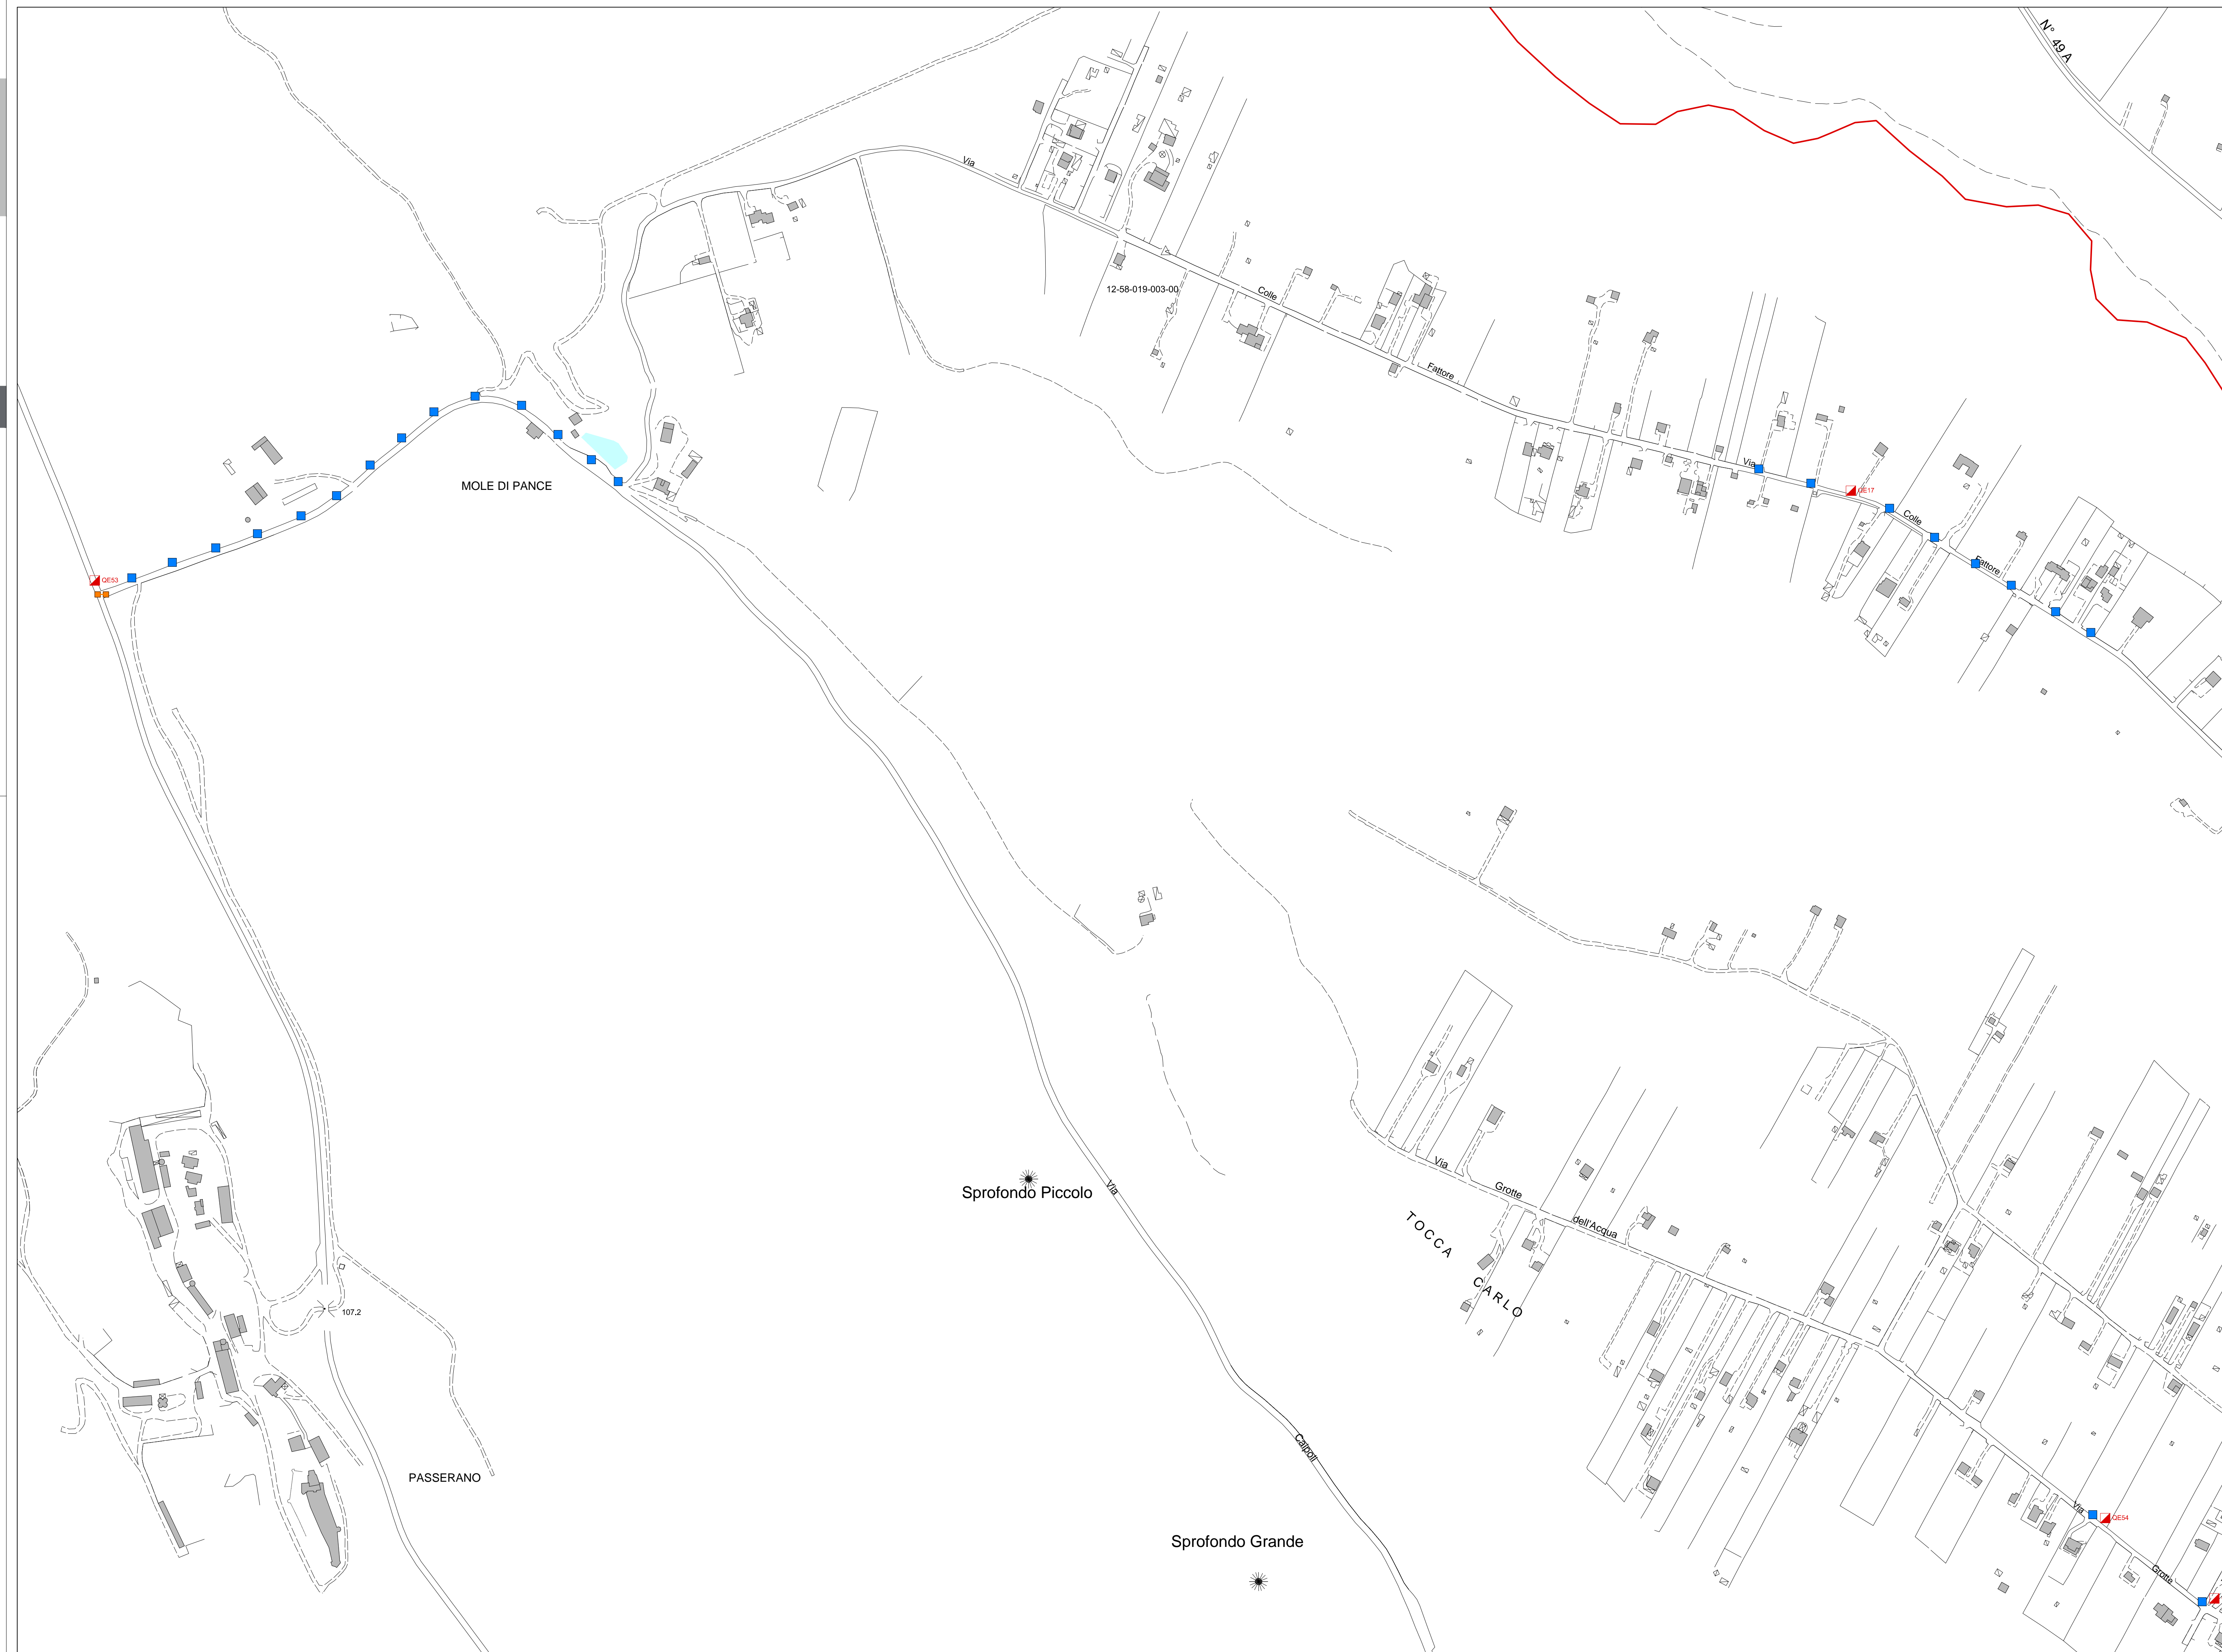 N° 49 A
Via
12-58-019-003-00
Colle
Fattore
Via
QE17
MOLE DI PANCE
Colle
Fattore
QE53
Sprofondo Piccolo
Via
Via
Grotte
dell'Acqua
TOCCA
CARLO
107.2
Calpoli
PASSERANO
Via
QE54
Sprofondo Grande
Grotte